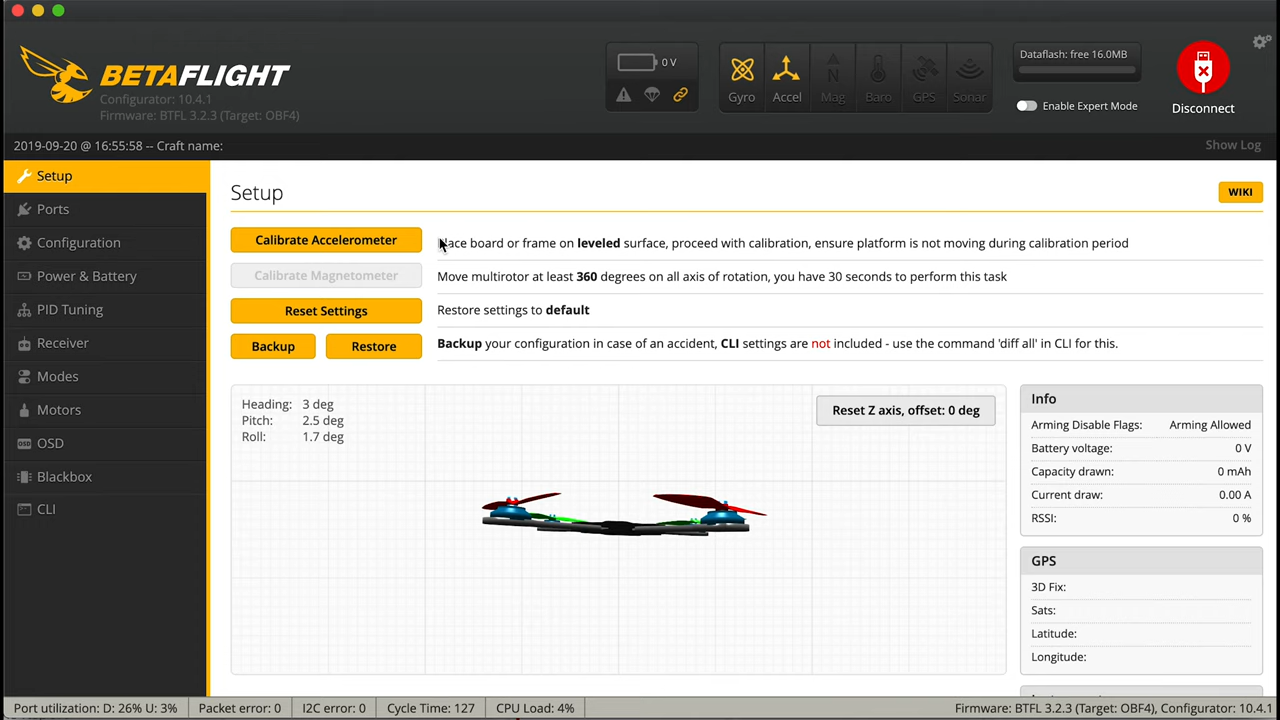 BETAFLIGHT
Configurator: 10.4.1
Firmware: BTFL 3.2.3 (Target: OBF4)
0 V
Gyro
Accel
Mag
Baro
GPS
Sonar
Dataflash: free 16.0MB
Enable Expert Mode
Disconnect
2019-09-20 @ 16:55:58 -- Craft name:
Show Log
Setup
Ports
Configuration
Power & Battery
PID Tuning
Receiver
Modes
Motors
OSD
Blackbox
CLI
Setup
WIKI
Calibrate Accelerometer
board or frame on leveled surface, proceed with calibration, ensure platform is not moving during calibration period
Calibrate Magnetometer
Move multirotor at least 360 degrees on all axis of rotation, you have 30 seconds to perform this task
Reset Settings
Restore settings to default
Backup
Restore
Backup your configuration in case of an accident, CLI settings are not included - use the command 'diff all' in CLI for this.
Heading: 3 deg
Pitch: 2.5 deg
Roll: 1.7 deg
Reset Z axis, offset: 0 deg
Info
Arming Disable Flags: Arming Allowed
Battery voltage: 0 V
Capacity drawn: 0 mAh
Current draw: 0.00 A
RSSI: 0 %
GPS
3D Fix:
Sats:
Latitude:
Longitude:
Port utilization: D: 26% U: 3%
Packet error: 0
I2C error: 0
Cycle Time: 127
CPU Load: 4%
Firmware: BTFL 3.2.3 (Target: OBF4), Configurator: 10.4.1